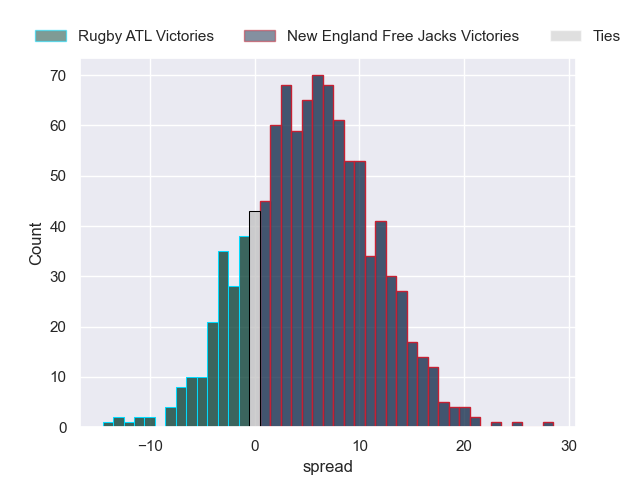 Rugby ATL Victories New England Free Jacks Victories Ties
70
60
50
40
30
20
10
0
Count
−10 0 10 20 30
spread